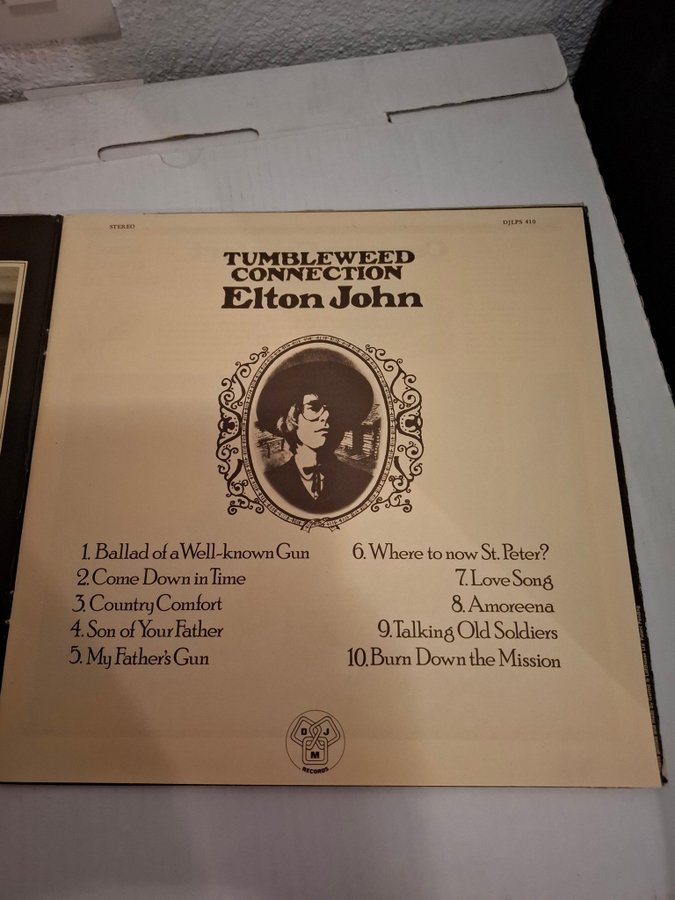 STEREO
DJLPS 410
TUMBLEWEED
CONNECTION
Elton John
1. Ballad of a Well-known Gun
2. Come Down in Time
3. Country Comfort
4. Son of Your Father
5. My Father's Gun
6. Where to now St. Peter?
7. Love Song
8. Amoreena
9. Talking Old Soldiers
10. Burn Down the Mission
D J
M
RECORDS